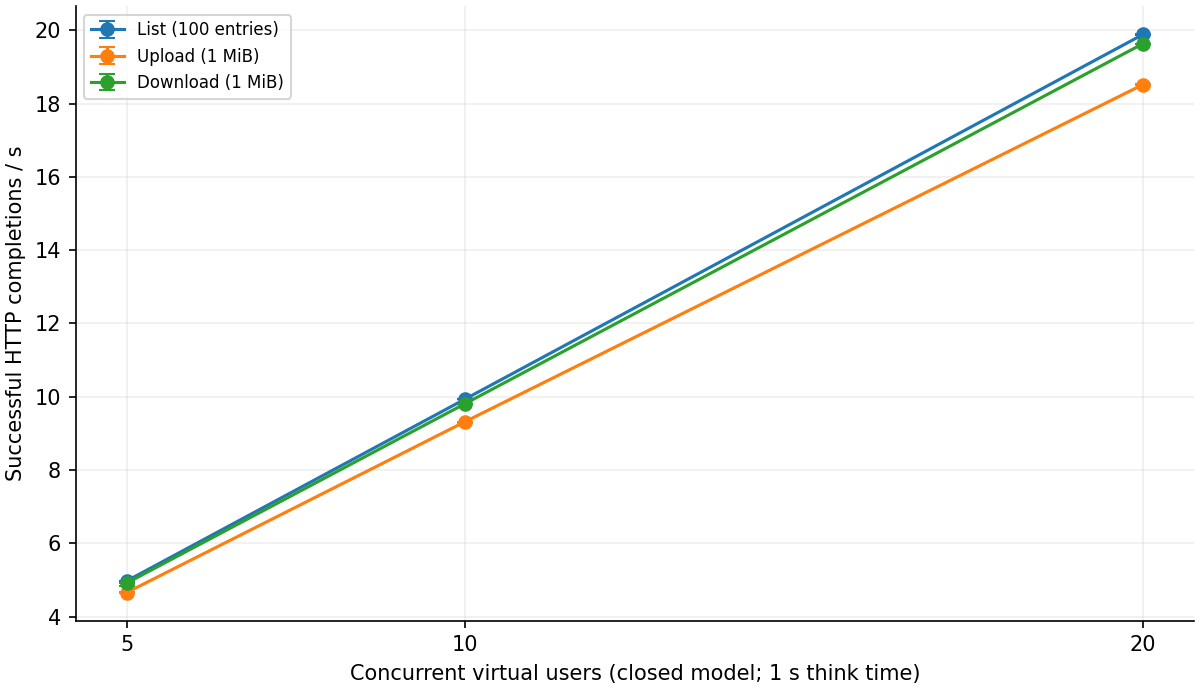 List (100 entries)
Upload (1 MiB)
Download (1 MiB)
Successful HTTP completions / s
20
18
16
14
12
10
8
6
4
5
10
20
Concurrent virtual users (closed model; 1 s think time)